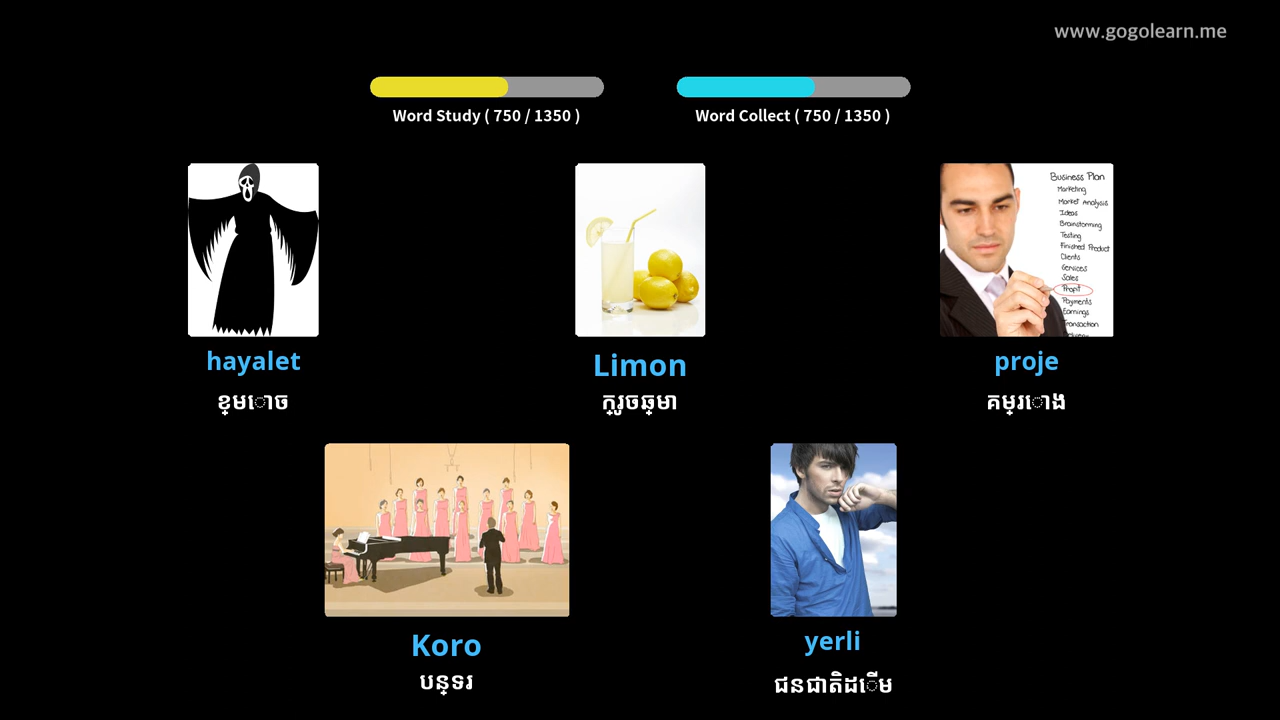 www.gogolearn.me
Word Study ( 750 / 1350 )
Word Collect ( 750 / 1350 )
Business Plan
Marketing
Market Analysis
Ideas
Brainstorming
Testing
Finished Product
Clients
Services
Sales
Profit
Payments
Earnings
Transaction
hayalet
Limon
proje
ខ្មោច
ក្រូចឆ្មា
គម្រោង
Koro
yerli
បន្ទរ
ជនជាតិដើម